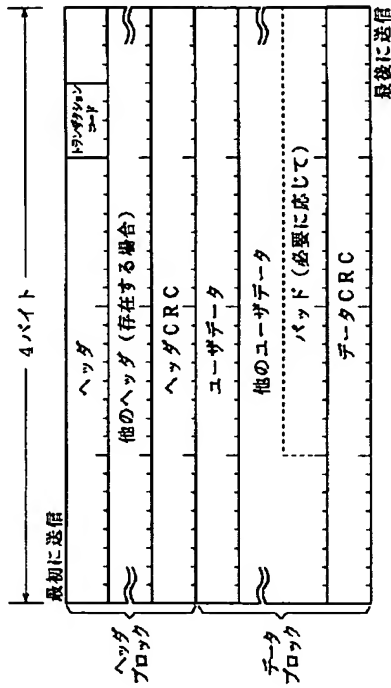 4バイト
最初に送信
ヘッダ
トランザクション
コード
他のヘッダ (存在する場合)
ヘッダCRC
ユーザデータ
他のユーザデータ
パッド (必要に応じて)
データCRC
最後に送信
ヘッダ
ブロック
データ
ブロック